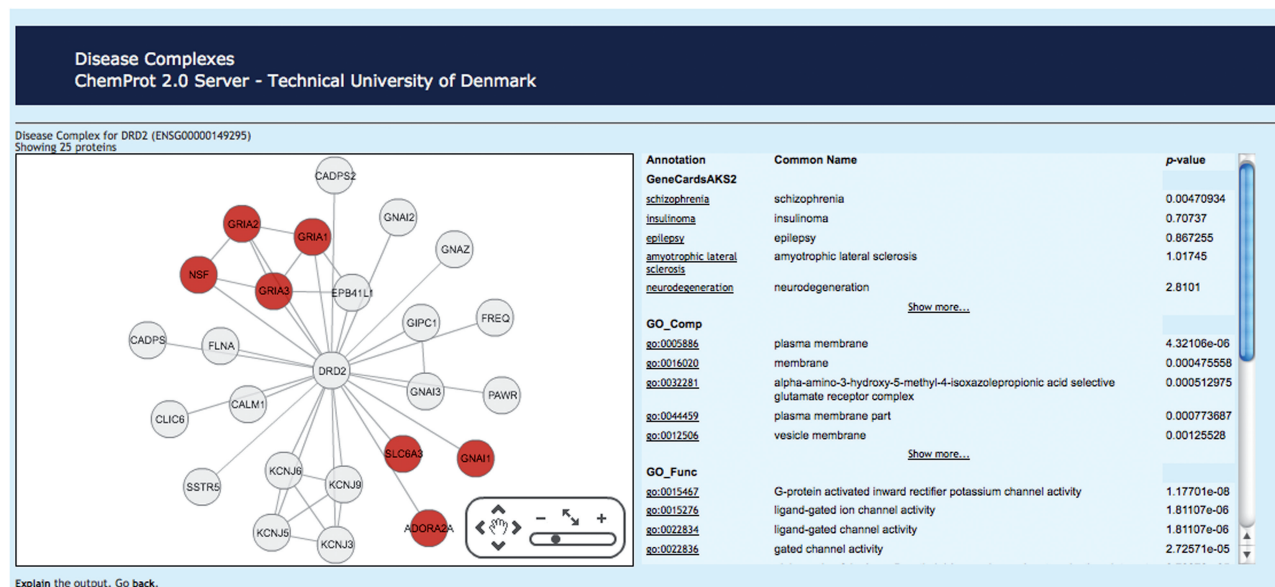 Disease Complexes
ChemProt 2.0 Server - Technical University of Denmark
Disease Complex for DRD2 (ENSG00000149295)
Showing 25 proteins
CADPS2
GRIA2
GNAI2
GRIA1
GNAZ
NSF
GRIA3
EPB41L1
GIPC1
FREQ
CADPS
FLNA
DRD2
GNAI3
PAWR
CALM1
CLIC6
SLC6A3
GNAI1
KCNJ6
SSTR5
KCNJ9
ADORA2A
KCNJ5
KCNJ3
Annotation Common Name p-value
GeneCardsAKS2
schizophrenia schizophrenia 0.00470934
insulinoma insulinoma 0.70737
epilepsy epilepsy 0.867255
amyotrophic lateral amyotrophic lateral sclerosis 1.01745
sclerosis
neurodegeneration neurodegeneration 2.8101
Show more...
GO_Comp
go:0005886 plasma membrane 4.32106e-06
go:0016020 membrane 0.000475558
go:0032281 alpha-amino-3-hydroxy-5-methyl-4-isoxazolepropionic acid selective 0.000512975
glutamate receptor complex
go:0044459 plasma membrane part 0.000773687
go:0012506 vesicle membrane 0.00125528
Show more...
GO_Func
go:0015467 G-protein activated inward rectifier potassium channel activity 1.17701e-08
go:0015276 ligand-gated ion channel activity 1.81107e-06
go:0022834 ligand-gated channel activity 1.81107e-06
go:0022836 gated channel activity 2.72571e-05
Explain the output. Go back.